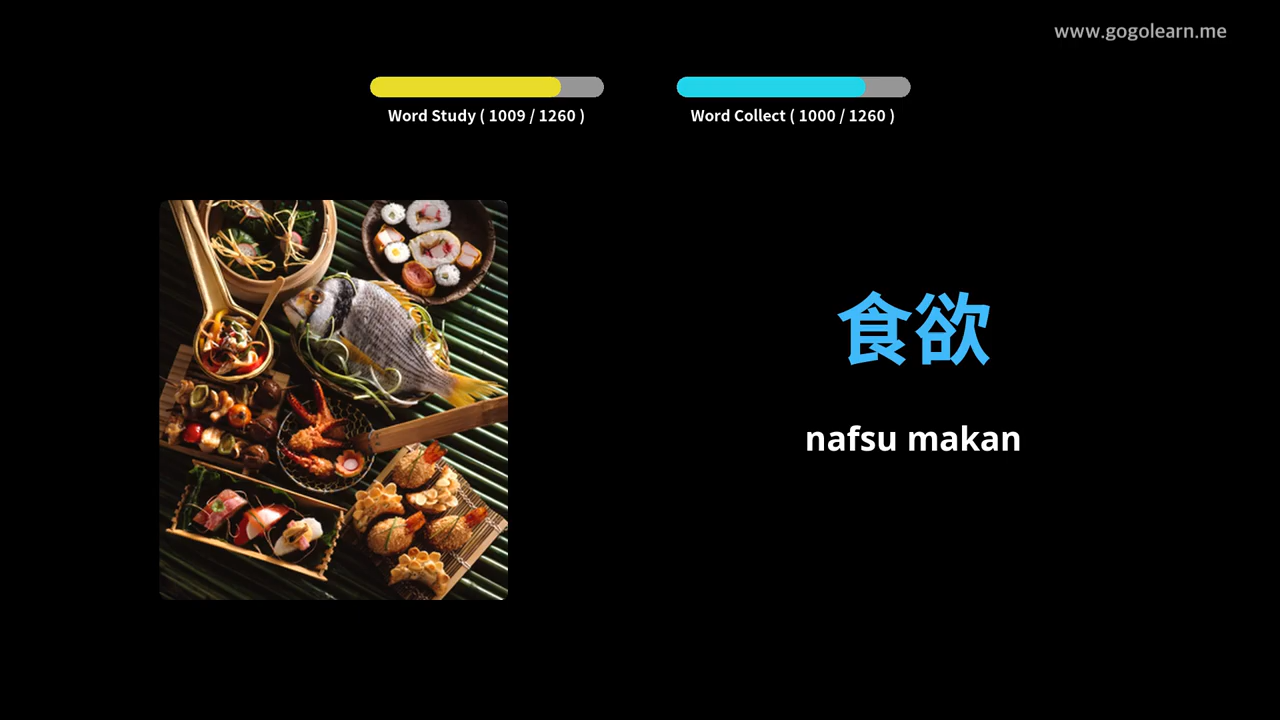 www.gogolearn.me
Word Study ( 1009 / 1260 )
Word Collect ( 1000 / 1260 )
食欲
nafsu makan